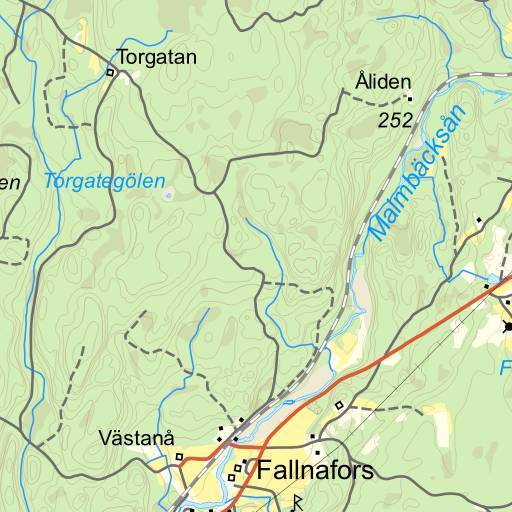 Torgatan
Åliden
252
en
Torgategölen
Malmbäcksån
F
Västanå
Fallnafors